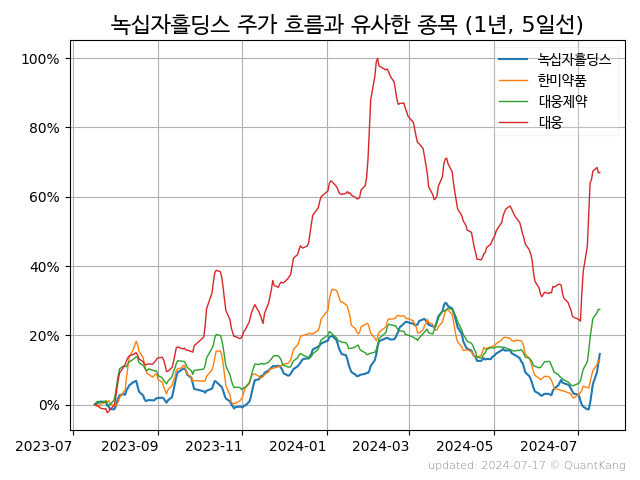 녹십자홀딩스 주가 흐름과 유사한 종목 (1년, 5일선)
100%
80%
60%
40%
20%
0%
녹십자홀딩스
한미약품
대웅제약
대웅
2023-07 2023-09 2023-11 2024-01 2024-03 2024-05 2024-07
updated: 2024-07-17 © QuantKang